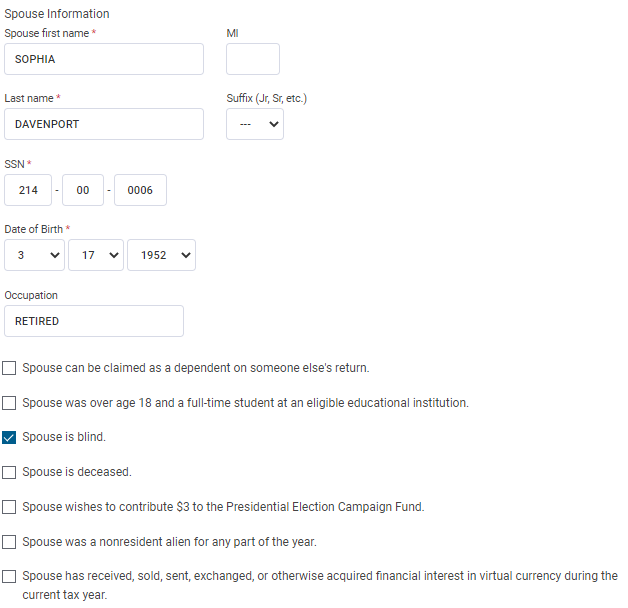 Spouse Information
Spouse first name * MI
SOPHIA
Last name * Suffix (Jr, Sr, etc.)
DAVENPORT ---
SSN *
214 - 00 - 0006
Date of Birth *
3 17 1952
Occupation
RETIRED
Spouse can be claimed as a dependent on someone else's return.
Spouse was over age 18 and a full-time student at an eligible educational institution.
Spouse is blind.
Spouse is deceased.
Spouse wishes to contribute $3 to the Presidential Election Campaign Fund.
Spouse was a nonresident alien for any part of the year.
Spouse has received, sold, sent, exchanged, or otherwise acquired financial interest in virtual currency during the
current tax year.